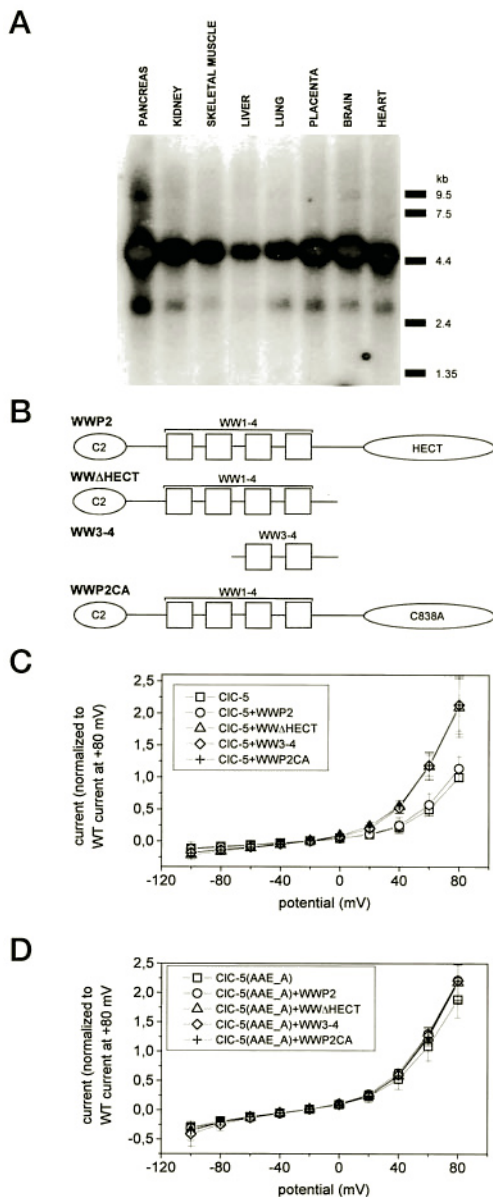 A
PANCREAS
KIDNEY
SKELETAL MUSCLE
LIVER
LUNG
PLACENTA
BRAIN
HEART
kb
9.5
7.5
4.4
2.4
1.35
B
WWP2
WW1-4
C2
HECT
WWΔHECT
WW1-4
C2
WW3-4
WW3-4
WWP2CA
WW1-4
C2
C838A
C
current (normalized to
WT current at +80 mV)
2,5
2,0
1,5
1,0
0,5
0,0
ClC-5
ClC-5+WWP2
ClC-5+WWΔHECT
ClC-5+WW3-4
ClC-5+WWP2CA
-120 -80 -40 0 40 80
potential (mV)
D
current (normalized to
WT current at +80 mV
2,5
2,0
1,5
1,0
0,5
0,0
-0,5
ClC-5(AAE_A)
ClC-5(AAE_A)+WWP2
ClC-5(AAE_A)+WWΔHECT
ClC-5(AAE_A)+WW3-4
ClC-5(AAE_A)+WWP2CA
-120 -80 -40 0 40 80
potential (mV)